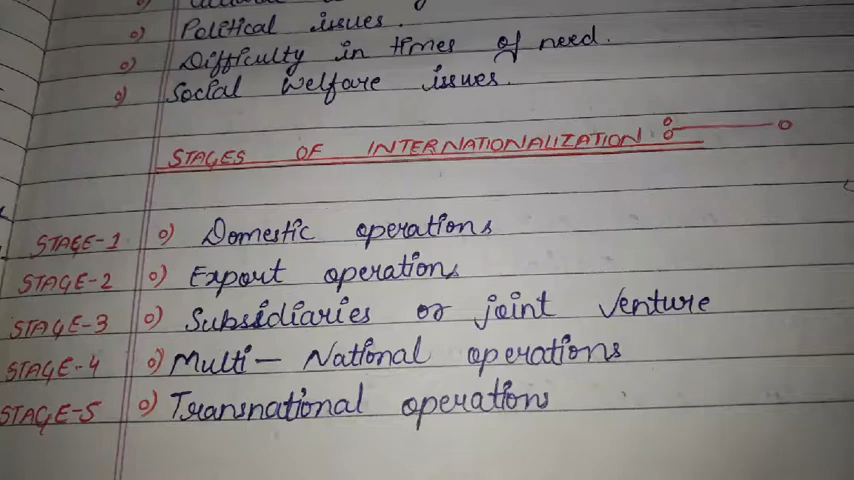 o) Political issues.
o) Difficulty in times of need.
o) Social Welfare issues.
STAGES OF INTERNATIONALIZATION :
STAGE-1 o) Domestic operations
STAGE-2 o) Export operations
STAGE-3 o) Subsidiaries or joint Venture
STAGE-4 o) Multi- National operations
STAGE-5 o) Transnational operations